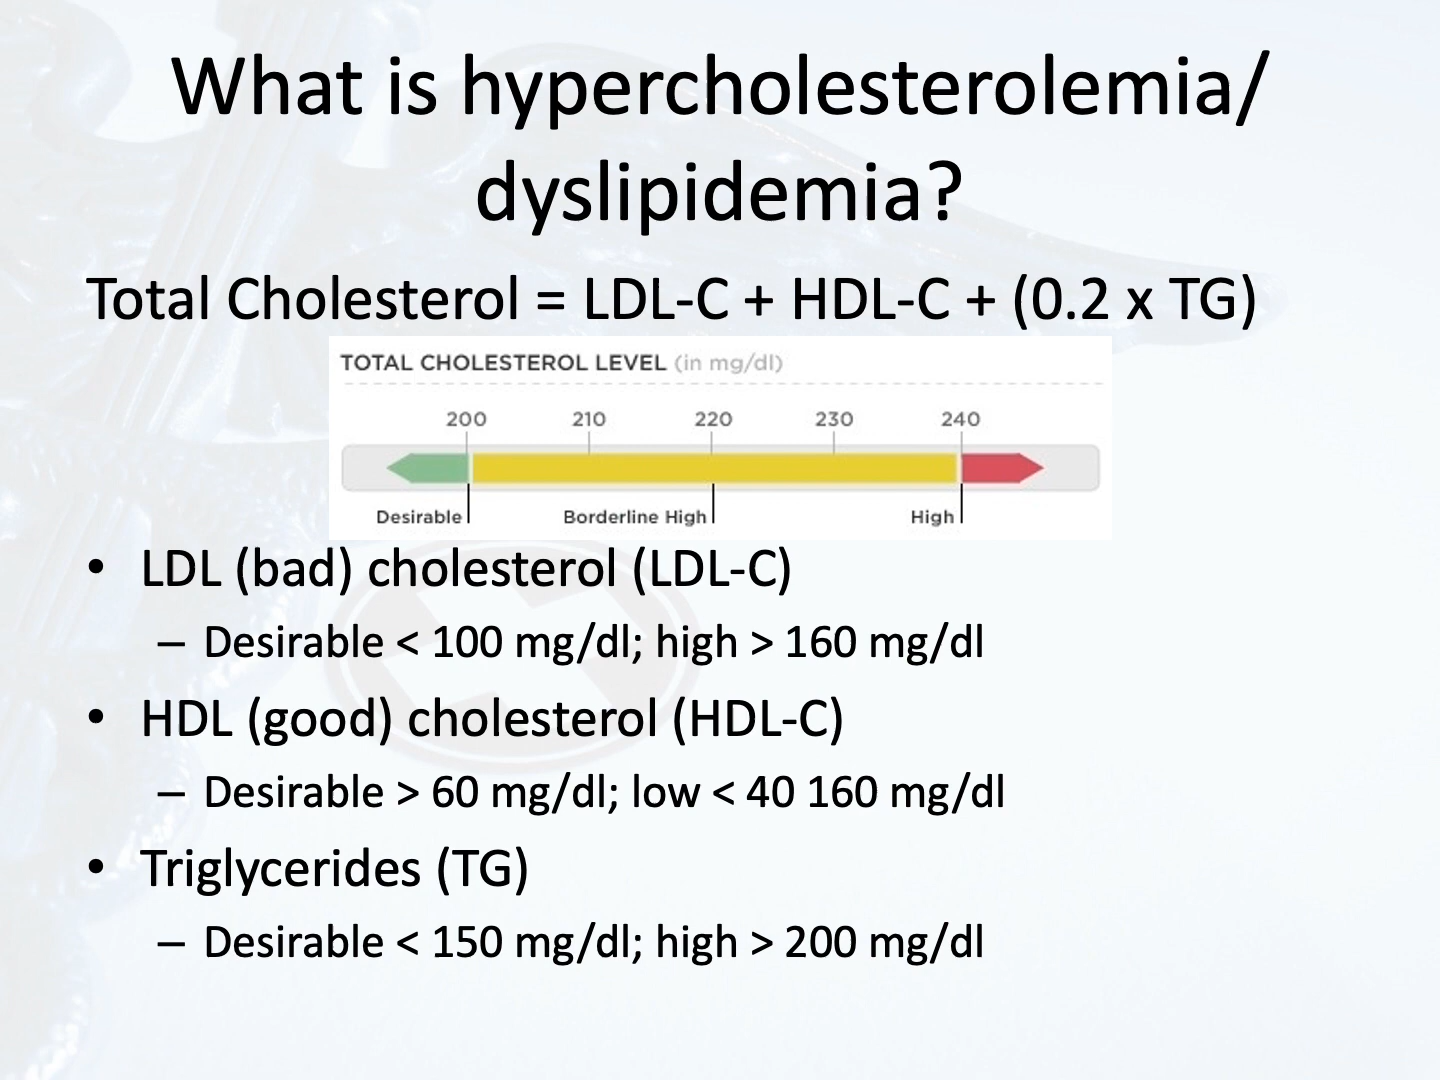 What is hypercholesterolemia/
dyslipidemia?
Total Cholesterol = LDL-C + HDL-C + (0.2 x TG)
TOTAL CHOLESTEROL LEVEL (in mg/dl)
200 210 220 230 240
Desirable Borderline High High
• LDL (bad) cholesterol (LDL-C)
– Desirable < 100 mg/dl; high > 160 mg/dl
• HDL (good) cholesterol (HDL-C)
– Desirable > 60 mg/dl; low < 40 160 mg/dl
• Triglycerides (TG)
– Desirable < 150 mg/dl; high > 200 mg/dl